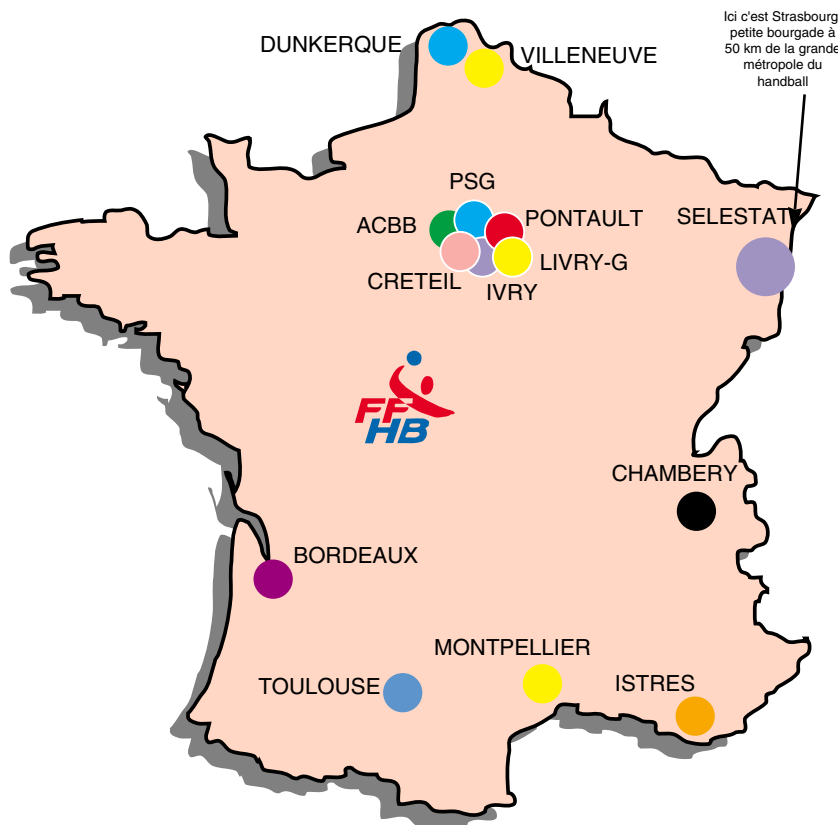 Ici c'est Strasbourg
petite bourgade à
50 km de la grande
métropole du
handball
DUNKERQUE
VILLENEUVE
PSG
ACBB
PONTAULT
SELESTAT
CRETEIL
IVRY
LIVRY-G
FF
HB
CHAMBERY
BORDEAUX
MONTPELLIER
TOULOUSE
ISTRES